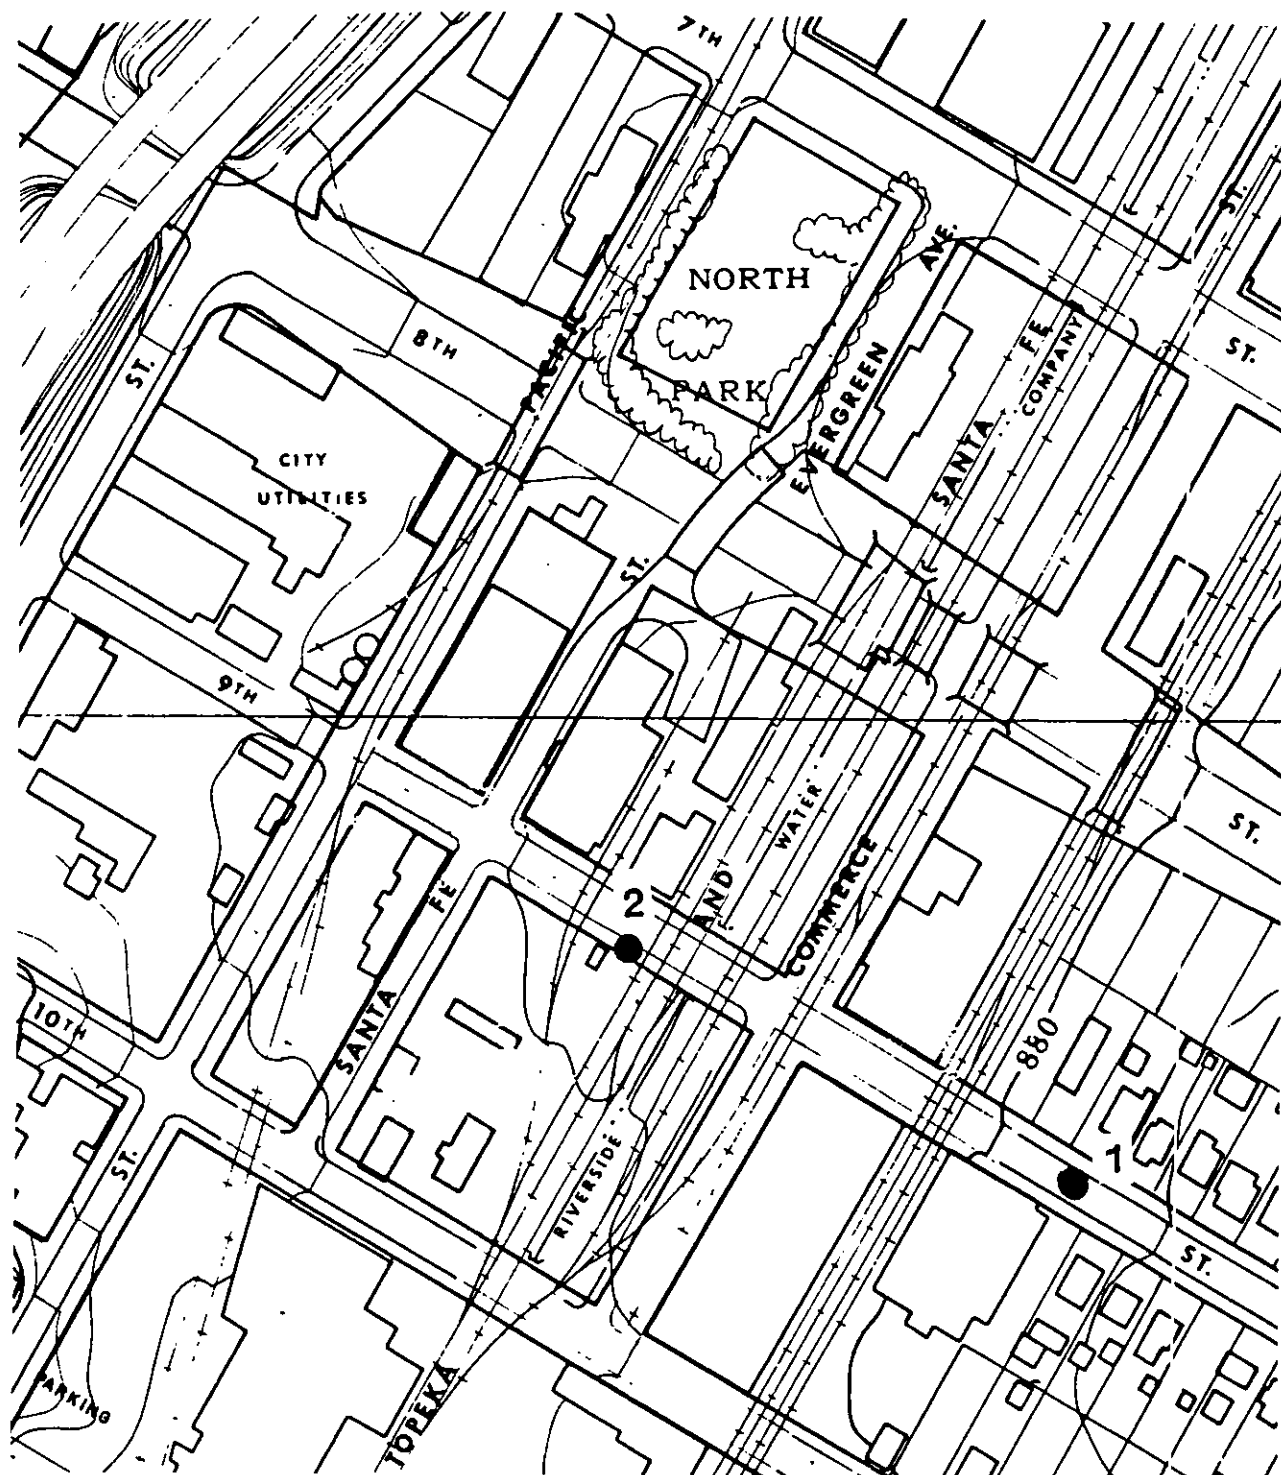 7TH
ST.
NORTH
PARK
AVE.
EVERGREEN
PACIFIC
8TH
ST.
FE
COMPANY
SANTA
ST.
CITY
UTILITIES
ST.
9TH
WATER
AND
COMMERCE
ST.
2
FE
SANTA
10TH
880
1
ST.
RIVERSIDE
ST.
PARKING
TOPEKA